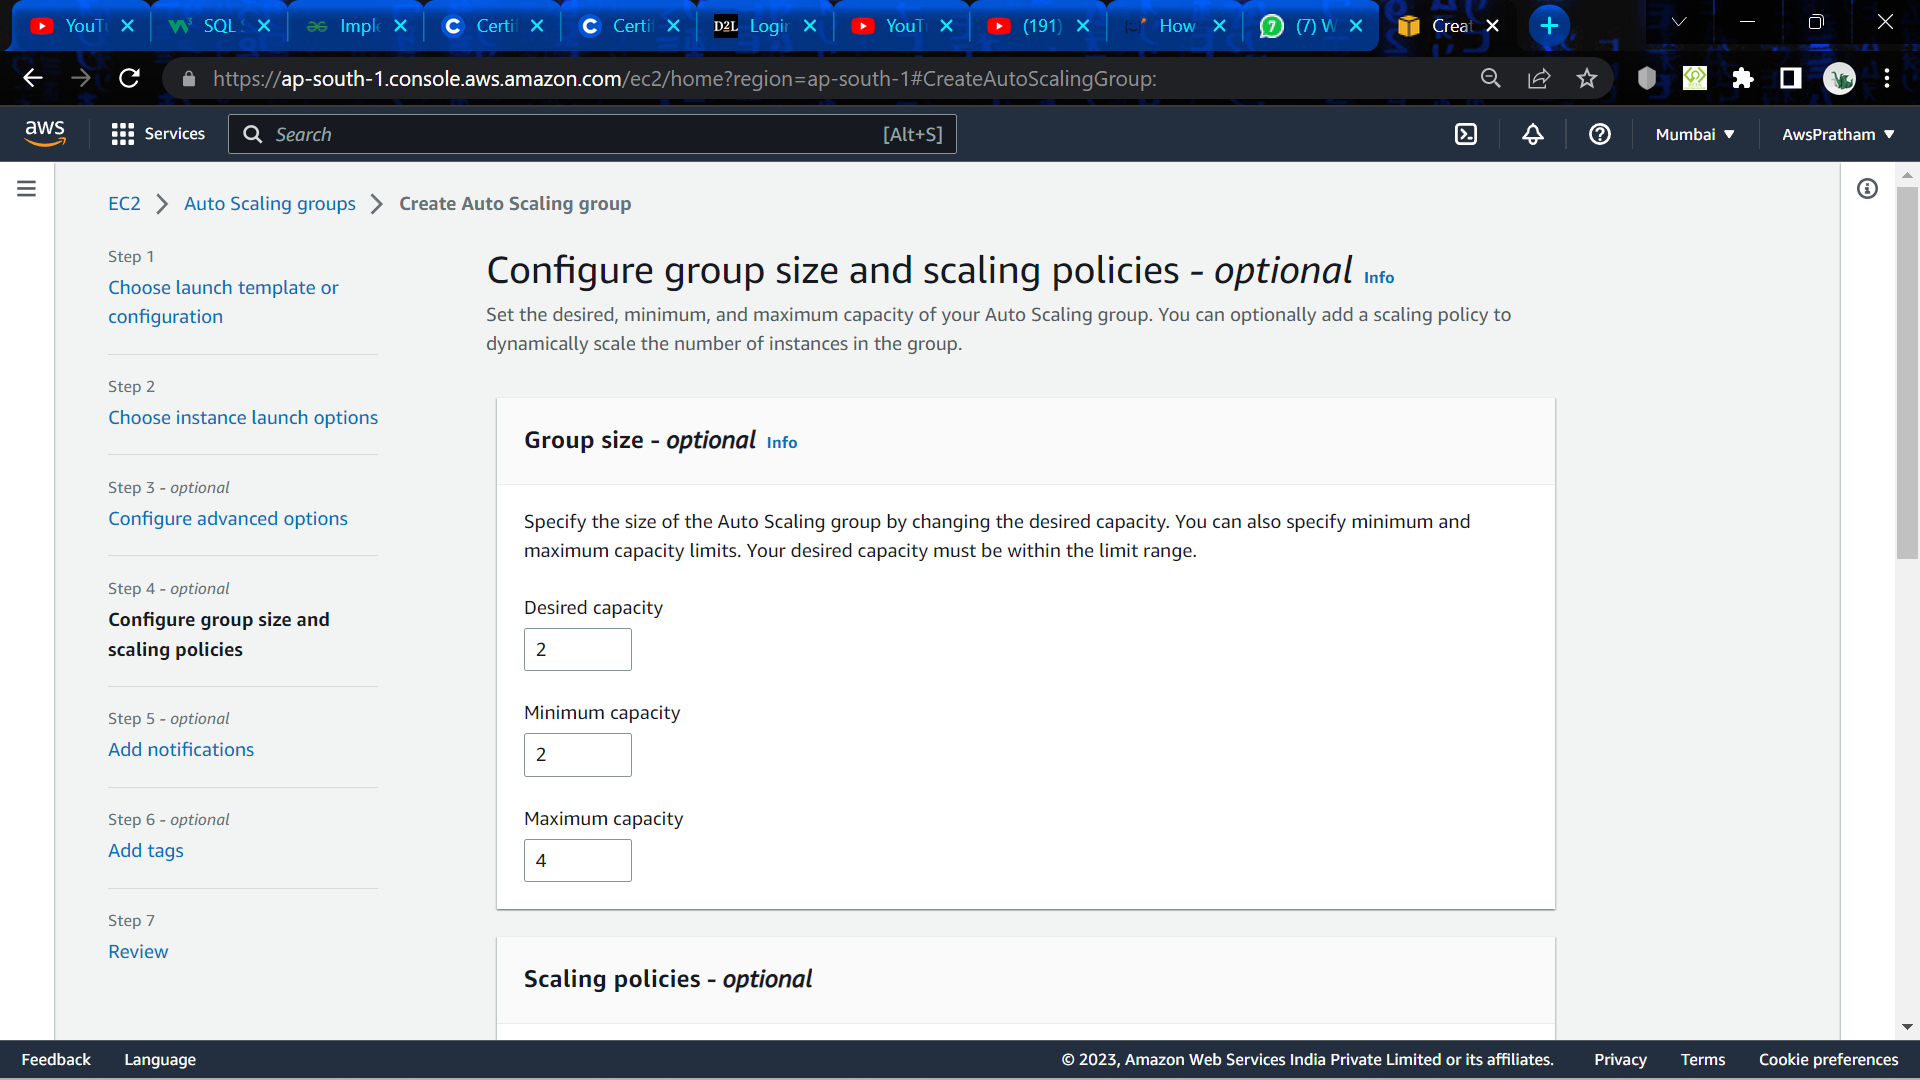 YouT
SQL
Imple
Certi
Certi
D2L Login
YouT
(191)
How
7 (7) W
Creat
https://ap-south-1.console.aws.amazon.com/ec2/home?region=ap-south-1#CreateAutoScalingGroup:
aws
Services
Search [Alt+S]
Mumbai
AwsPratham
EC2 Auto Scaling groups Create Auto Scaling group
Step 1
Choose launch template or
configuration
Step 2
Choose instance launch options
Step 3 - optional
Configure advanced options
Step 4 - optional
Configure group size and
scaling policies
Step 5 - optional
Add notifications
Step 6 - optional
Add tags
Step 7
Review
Configure group size and scaling policies - optional Info
Set the desired, minimum, and maximum capacity of your Auto Scaling group. You can optionally add a scaling policy to
dynamically scale the number of instances in the group.
Group size - optional Info
Specify the size of the Auto Scaling group by changing the desired capacity. You can also specify minimum and
maximum capacity limits. Your desired capacity must be within the limit range.
Desired capacity
2
Minimum capacity
2
Maximum capacity
4
Scaling policies - optional
Feedback
Language
© 2023, Amazon Web Services India Private Limited or its affiliates.
Privacy
Terms
Cookie preferences